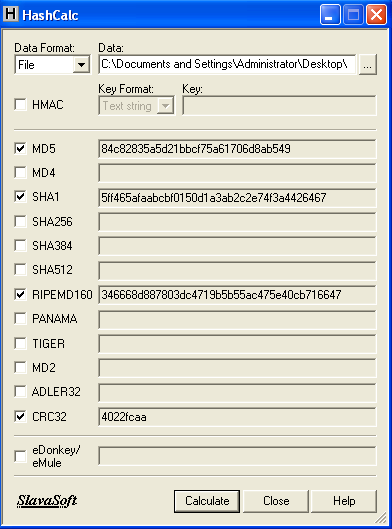 HashCalc
Data Format: Data:
File C:\Documents and Settings\Administrator\Desktop\ ...
Key Format: Key:
HMAC Text string
MD5 84c82835a5d21bbcf75a61706d8ab549
MD4
SHA1 5ff465afaabcbf0150d1a3ab2c2e74f3a4426467
SHA256
SHA384
SHA512
RIPEMD160 346668d887803dc4719b5b55ac475e40cb716647
PANAMA
TIGER
MD2
ADLER32
CRC32 4022fcaa
eDonkey/
eMule
SlavaSoft Calculate Close Help